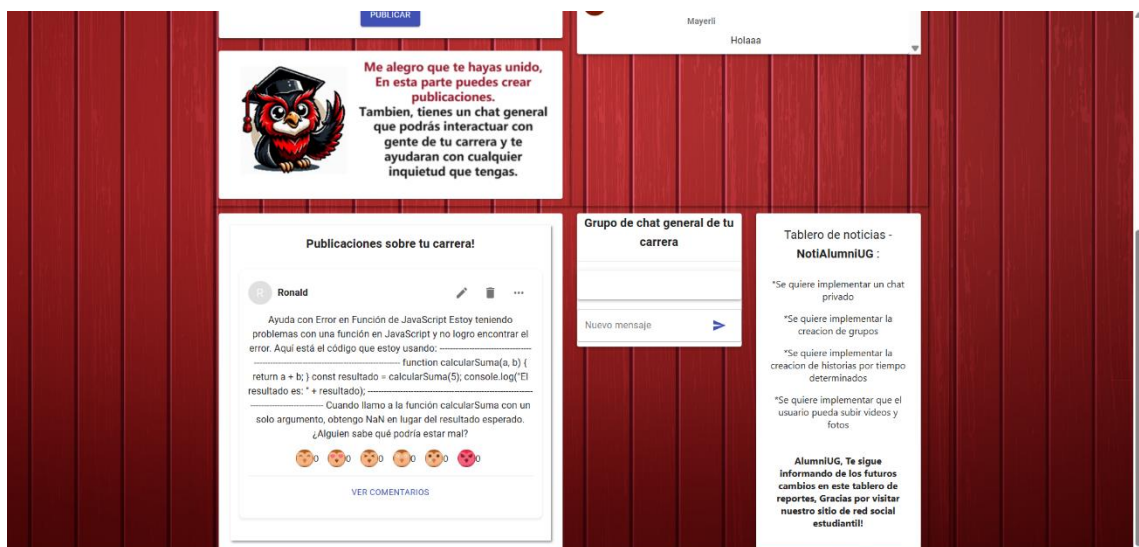 PUBLICAR
Mayerli
Holaaa
Me alegro que te hayas unido,
En esta parte puedes crear
publicaciones.
Tambien, tienes un chat general
que podrás interactuar con
gente de tu carrera y te
ayudaran con cualquier
inquietud que tengas.
Publicaciones sobre tu carrera!
R
Ronald
Ayuda con Error en Función de JavaScript Estoy teniendo
problemas con una función en JavaScript y no logro encontrar el
error. Aquí está el código que estoy usando: --------------------------------
---------------------------------------------------- function calcularSuma(a, b) {
return a + b; } const resultado = calcularSuma(5); console.log("El
resultado es: " + resultado); ------------------------------------------------------------
-------------------------- Cuando llamo a la función calcularSuma con un
solo argumento, obtengo NaN en lugar del resultado esperado.
¿Alguien sabe qué podría estar mal?
0 0 0 0 0 0
VER COMENTARIOS
Grupo de chat general de tu
carrera
Nuevo mensaje
Tablero de noticias -
NotiAlumniUG :
*Se quiere implementar un chat
privado
*Se quiere implementar la
creacion de grupos
*Se quiere implementar la
creacion de historias por tiempo
determinados
*Se quiere implementar que el
usuario pueda subir videos y
fotos
AlumniUG, Te sigue
informando de los futuros
cambios en este tablero de
reportes, Gracias por visitar
nuestro sitio de red social
estudiantil!